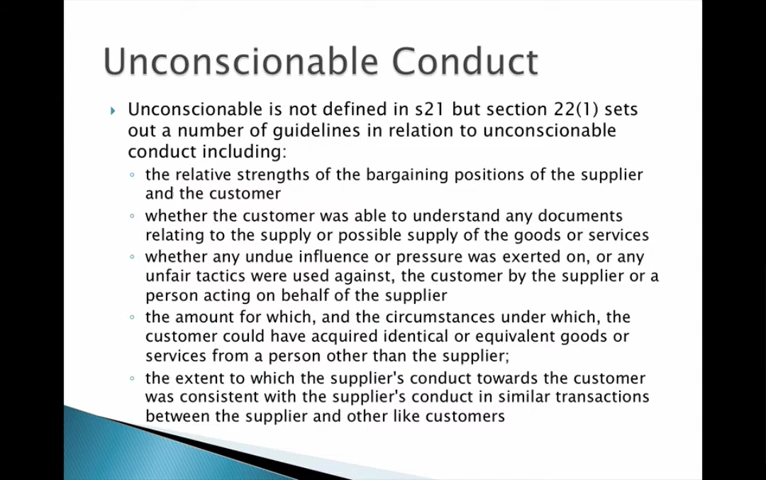 Unconscionable Conduct
Unconscionable is not defined in s21 but section 22(1) sets
out a number of guidelines in relation to unconscionable
conduct including:
the relative strengths of the bargaining positions of the supplier
and the customer
whether the customer was able to understand any documents
relating to the supply or possible supply of the goods or services
whether any undue influence or pressure was exerted on, or any
unfair tactics were used against, the customer by the supplier or a
person acting on behalf of the supplier
the amount for which, and the circumstances under which, the
customer could have acquired identical or equivalent goods or
services from a person other than the supplier;
the extent to which the supplier's conduct towards the customer
was consistent with the supplier's conduct in similar transactions
between the supplier and other like customers